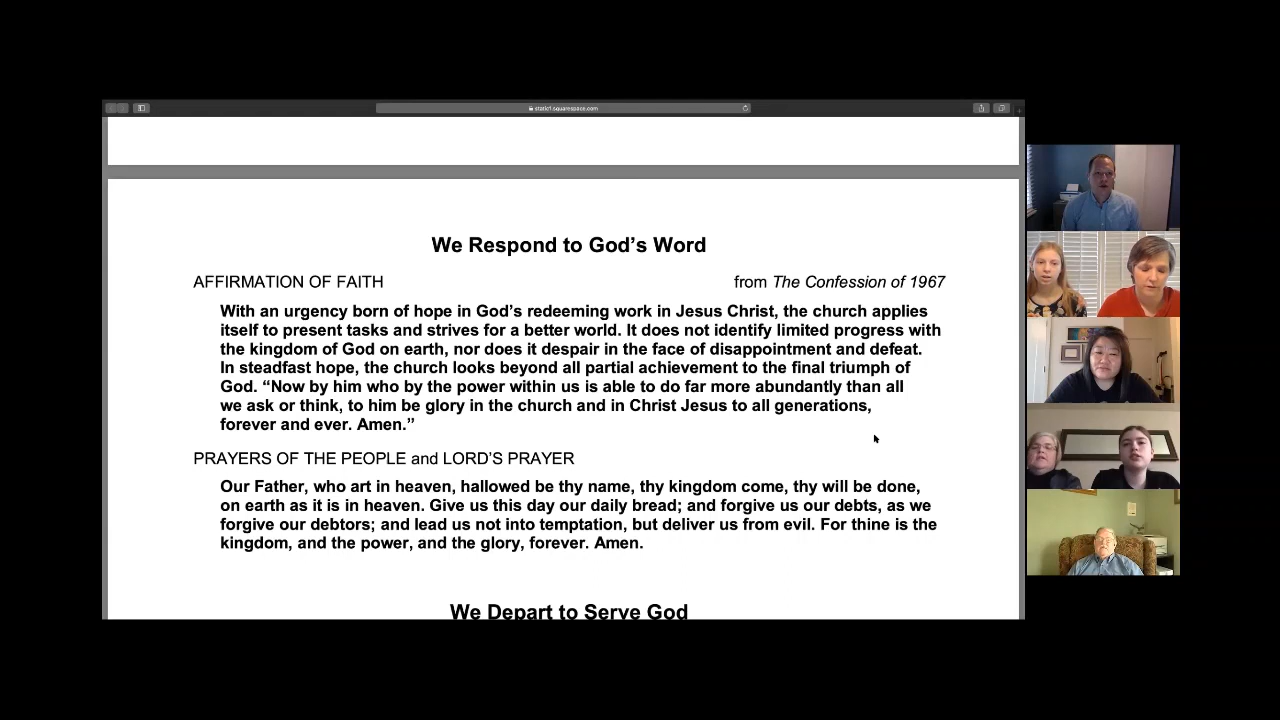 static1.squarespace.com
We Respond to God’s Word
AFFIRMATION OF FAITH from The Confession of 1967
With an urgency born of hope in God’s redeeming work in Jesus Christ, the church applies
itself to present tasks and strives for a better world. It does not identify limited progress with
the kingdom of God on earth, nor does it despair in the face of disappointment and defeat.
In steadfast hope, the church looks beyond all partial achievement to the final triumph of
God. “Now by him who by the power within us is able to do far more abundantly than all
we ask or think, to him be glory in the church and in Christ Jesus to all generations,
forever and ever. Amen.”
PRAYERS OF THE PEOPLE and LORD’S PRAYER
Our Father, who art in heaven, hallowed be thy name, thy kingdom come, thy will be done,
on earth as it is in heaven. Give us this day our daily bread; and forgive us our debts, as we
forgive our debtors; and lead us not into temptation, but deliver us from evil. For thine is the
kingdom, and the power, and the glory, forever. Amen.
We Depart to Serve God